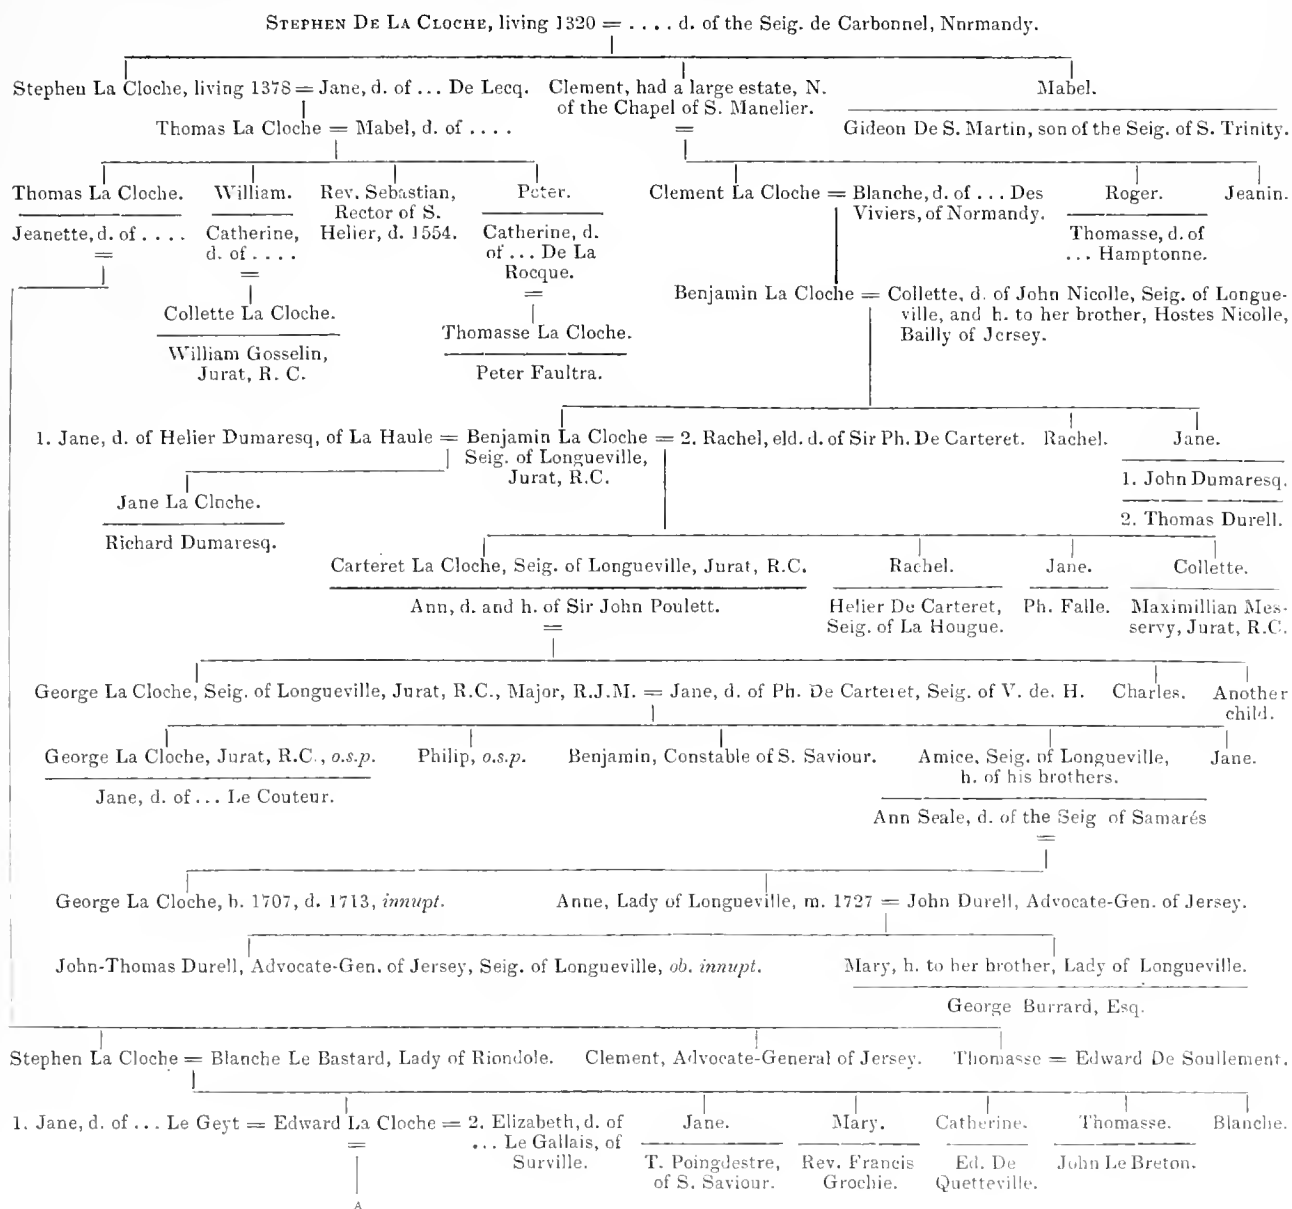 STEPHEN DE LA CLOCHE, living 1320 = .... d. of the Seig. de Carbonnel, Normandy.
Stephen La Cloche, living 1378 = Jane, d. of ... De Lecq. Clement, had a large estate, N. Mabel.
of the Chapel of S. Manelier.
Thomas La Cloche = Mabel, d. of .... = Gideon De S. Martin, son of the Seig. of S. Trinity.
Thomas La Cloche. William. Rev. Sebastian, Peter. Clement La Cloche = Blanche, d. of ... Des Roger. Jeanin.
Rector of S. Viviers, of Normandy.
Jeanette, d. of .... Catherine, Helier, d. 1554. Catherine, d. Thomasse, d. of
= d. of .... of ... De La ... Hamptonne.
= Rocque.
=
Benjamin La Cloche = Collette, d. of John Nicolle, Seig. of Longue-
Collette La Cloche. ville, and h. to her brother, Hostes Nicolle,
Thomasse La Cloche. Bailly of Jersey.
William Gosselin,
Jurat, R. C. Peter Faultra.
1. Jane, d. of Helier Dumaresq, of La Haule = Benjamin La Cloche = 2. Rachel, eld. d. of Sir Ph. De Carteret. Rachel. Jane.
Seig. of Longueville,
Jurat, R.C. 1. John Dumaresq.
Jane La Cloche.
2. Thomas Durell.
Richard Dumaresq.
Carteret La Cloche, Seig. of Longueville, Jurat, R.C. Rachel. Jane. Collette.
Ann, d. and h. of Sir John Poulett. Helier De Carteret, Ph. Falle. Maximillian Mes-
= Seig. of La Hougue. servy, Jurat, R.C.
George La Cloche, Seig. of Longueville, Jurat, R.C., Major, R.J.M. = Jane, d. of Ph. De Carteret, Seig. of V. de. H. Charles. Another
child.
George La Cloche, Jurat, R.C., o.s.p. Philip, o.s.p. Benjamin, Constable of S. Saviour. Amice, Seig. of Longueville, Jane.
h. of his brothers.
Jane, d. of ... Le Couteur.
Ann Seale, d. of the Seig of Samarés
=
George La Cloche, b. 1707, d. 1713, innupt. Anne, Lady of Longueville, m. 1727 = John Durell, Advocate-Gen. of Jersey.
John-Thomas Durell, Advocate-Gen. of Jersey, Seig. of Longueville, ob. innupt. Mary, h. to her brother, Lady of Longueville.
George Burrard, Esq.
Stephen La Cloche = Blanche Le Bastard, Lady of Riondole. Clement, Advocate-General of Jersey. Thomasse = Edward De Soullement.
1. Jane, d. of ... Le Geyt = Edward La Cloche = 2. Elizabeth, d. of Jane. Mary. Catherine. Thomasse. Blanche.
= ... Le Gallais, of
Surville. T. Poingdestre, Rev. Francis Ed. De John Le Breton.
of S. Saviour. Grochie. Quetteville.
A